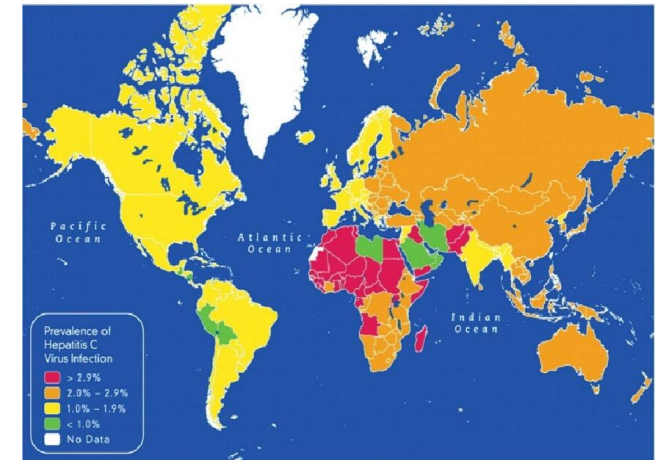 Pacific
Ocean
Atlantic
Ocean
Indian
Ocean
Prevalence of
Hepatitis C
Virus Infection
> 2.9%
2.0% – 2.9%
1.0% – 1.9%
< 1.0%
No Data